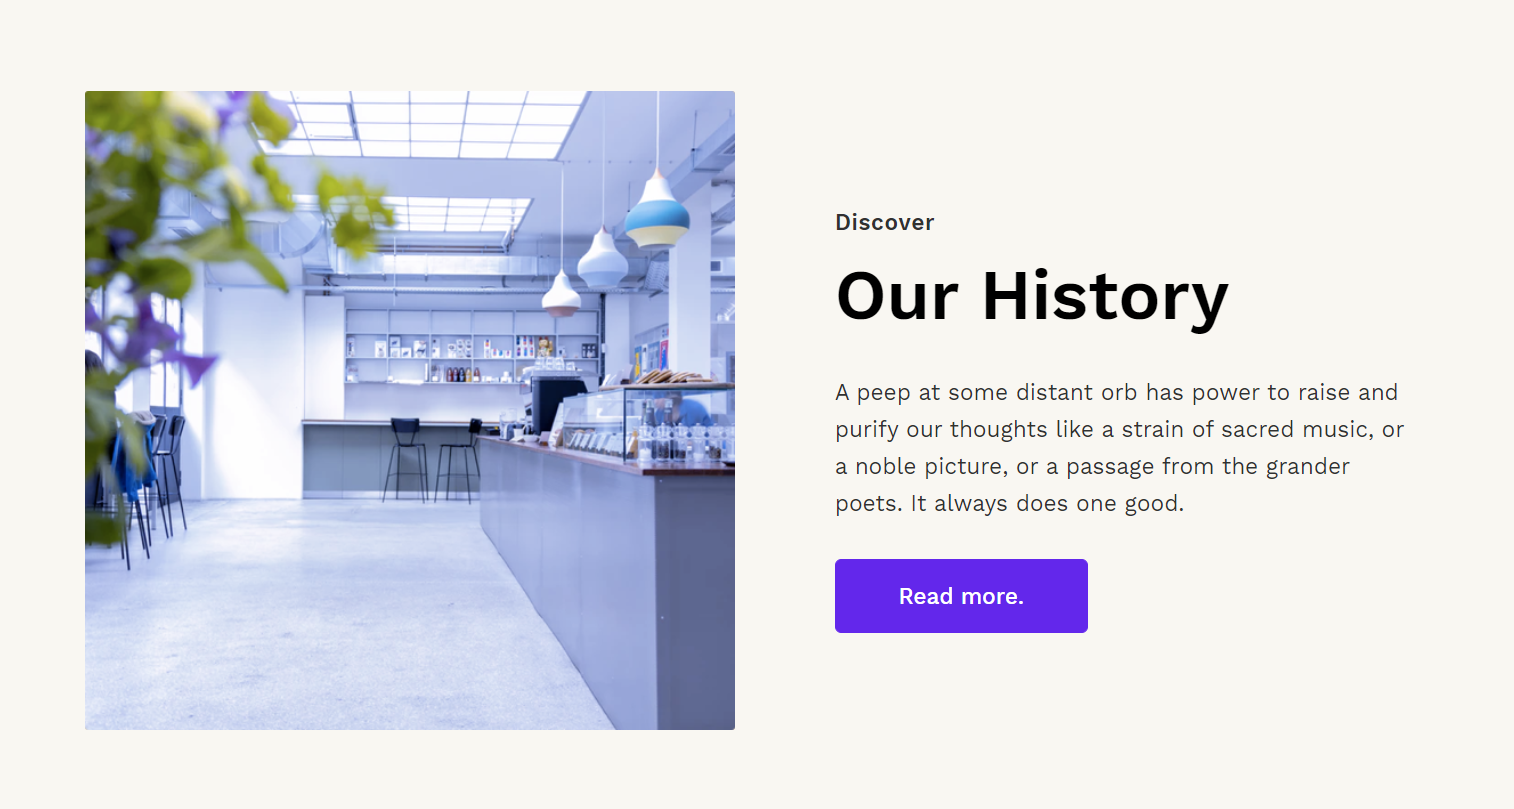 Discover
Our History
A peep at some distant orb has power to raise and
purify our thoughts like a strain of sacred music, or
a noble picture, or a passage from the grander
poets. It always does one good.
Read more.